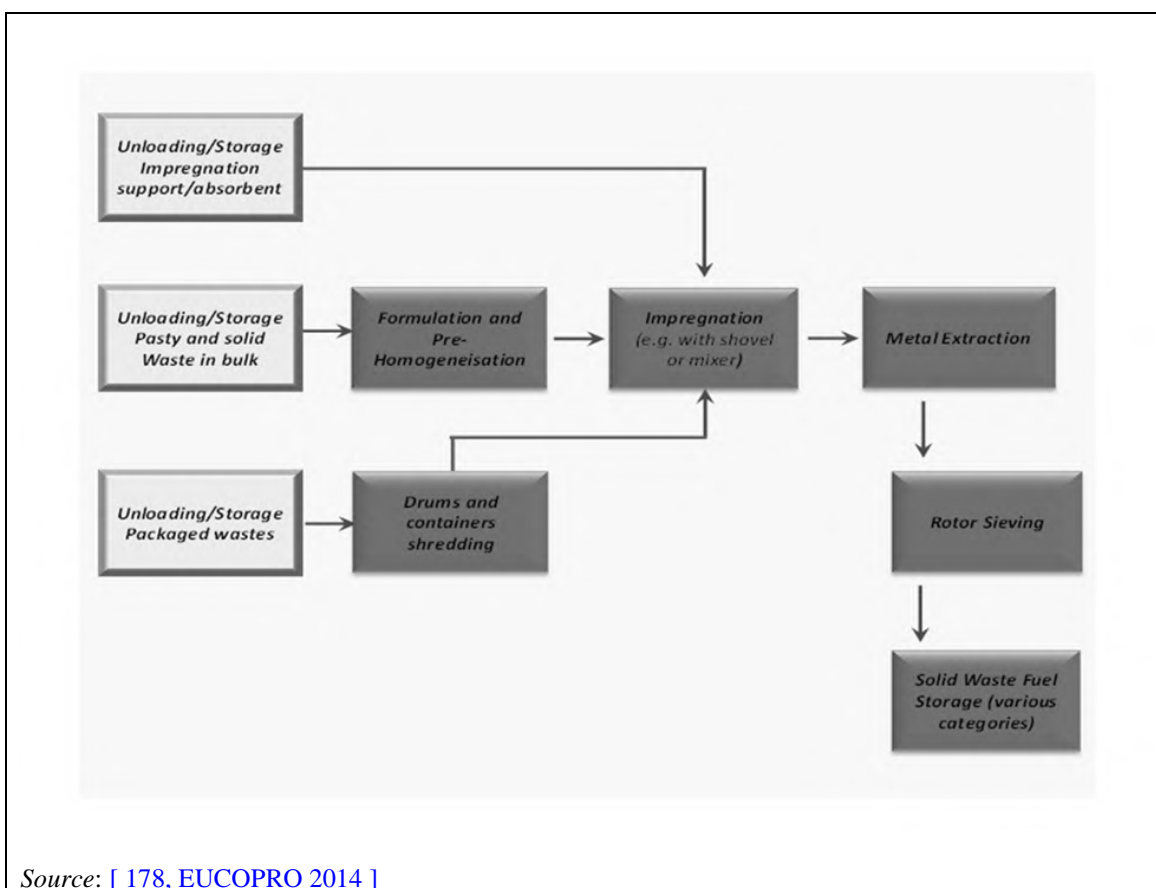 Unloading/Storage
Impregnation
support/absorbent
Unloading/Storage
Pasty and solid
Waste in bulk
Formulation and
Pre-
Homogeneisation
Impregnation
(e.g. with shovel
or mixer)
Metal Extraction
Unloading/Storage
Packaged wastes
Drums and
containers
shredding
Rotor Sieving
Solid Waste Fuel
Storage (various
categories)
Source: [ 178, EUCOPRO 2014 ]